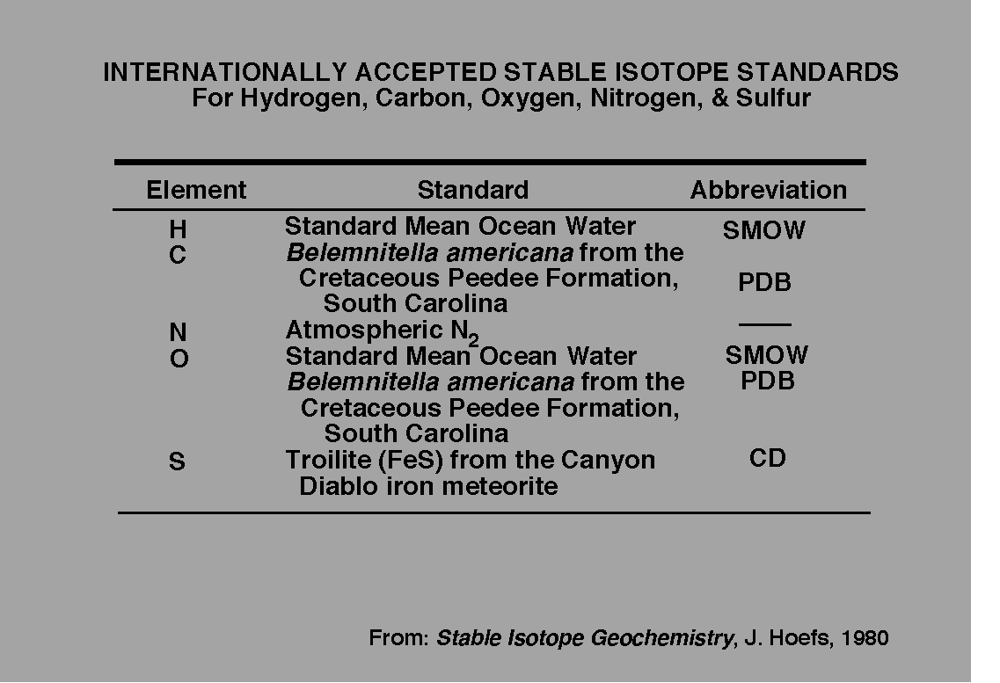 INTERNATIONALLY ACCEPTED STABLE ISOTOPE STANDARDS
For Hydrogen, Carbon, Oxygen, Nitrogen, & Sulfur
Element Standard Abbreviation
H Standard Mean Ocean Water SMOW
C Belemnitella americana from the
Cretaceous Peedee Formation, PDB
South Carolina
N Atmospheric N₂ —
O Standard Mean Ocean Water SMOW
Belemnitella americana from the PDB
Cretaceous Peedee Formation,
South Carolina
S Troilite (FeS) from the Canyon CD
Diablo iron meteorite
From: Stable Isotope Geochemistry, J. Hoefs, 1980